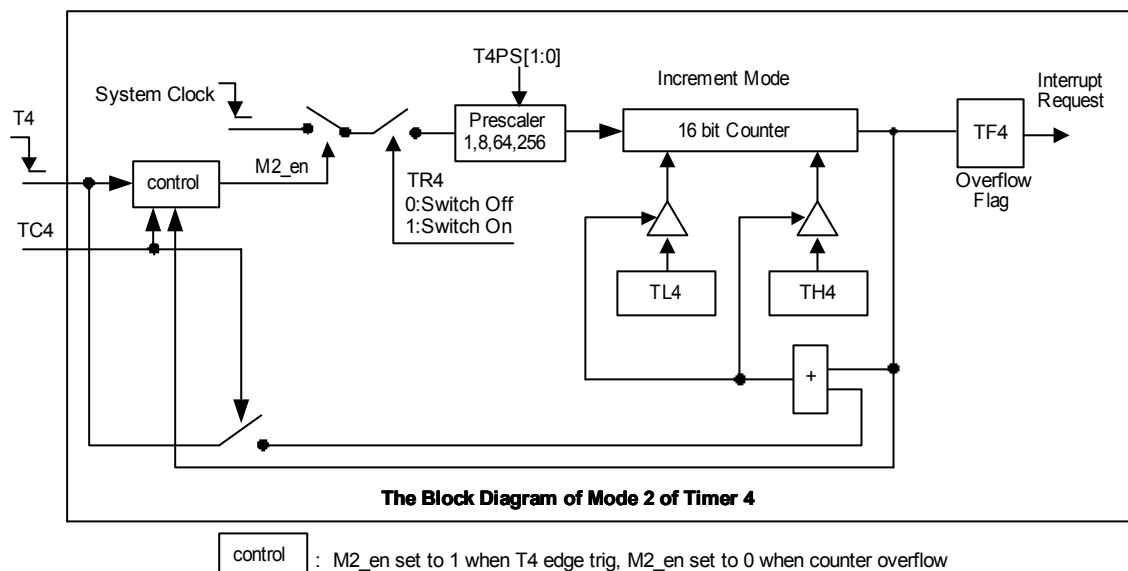 T4PS[1:0]
System Clock
Increment Mode
Interrupt
Request
T4
Prescaler
1,8,64,256
16 bit Counter
TF4
control
M2_en
TR4
0:Switch Off
1:Switch On
Overflow
Flag
TC4
TL4
TH4
+
The Block Diagram of Mode 2 of Timer 4
control : M2_en set to 1 when T4 edge trig, M2_en set to 0 when counter overflow